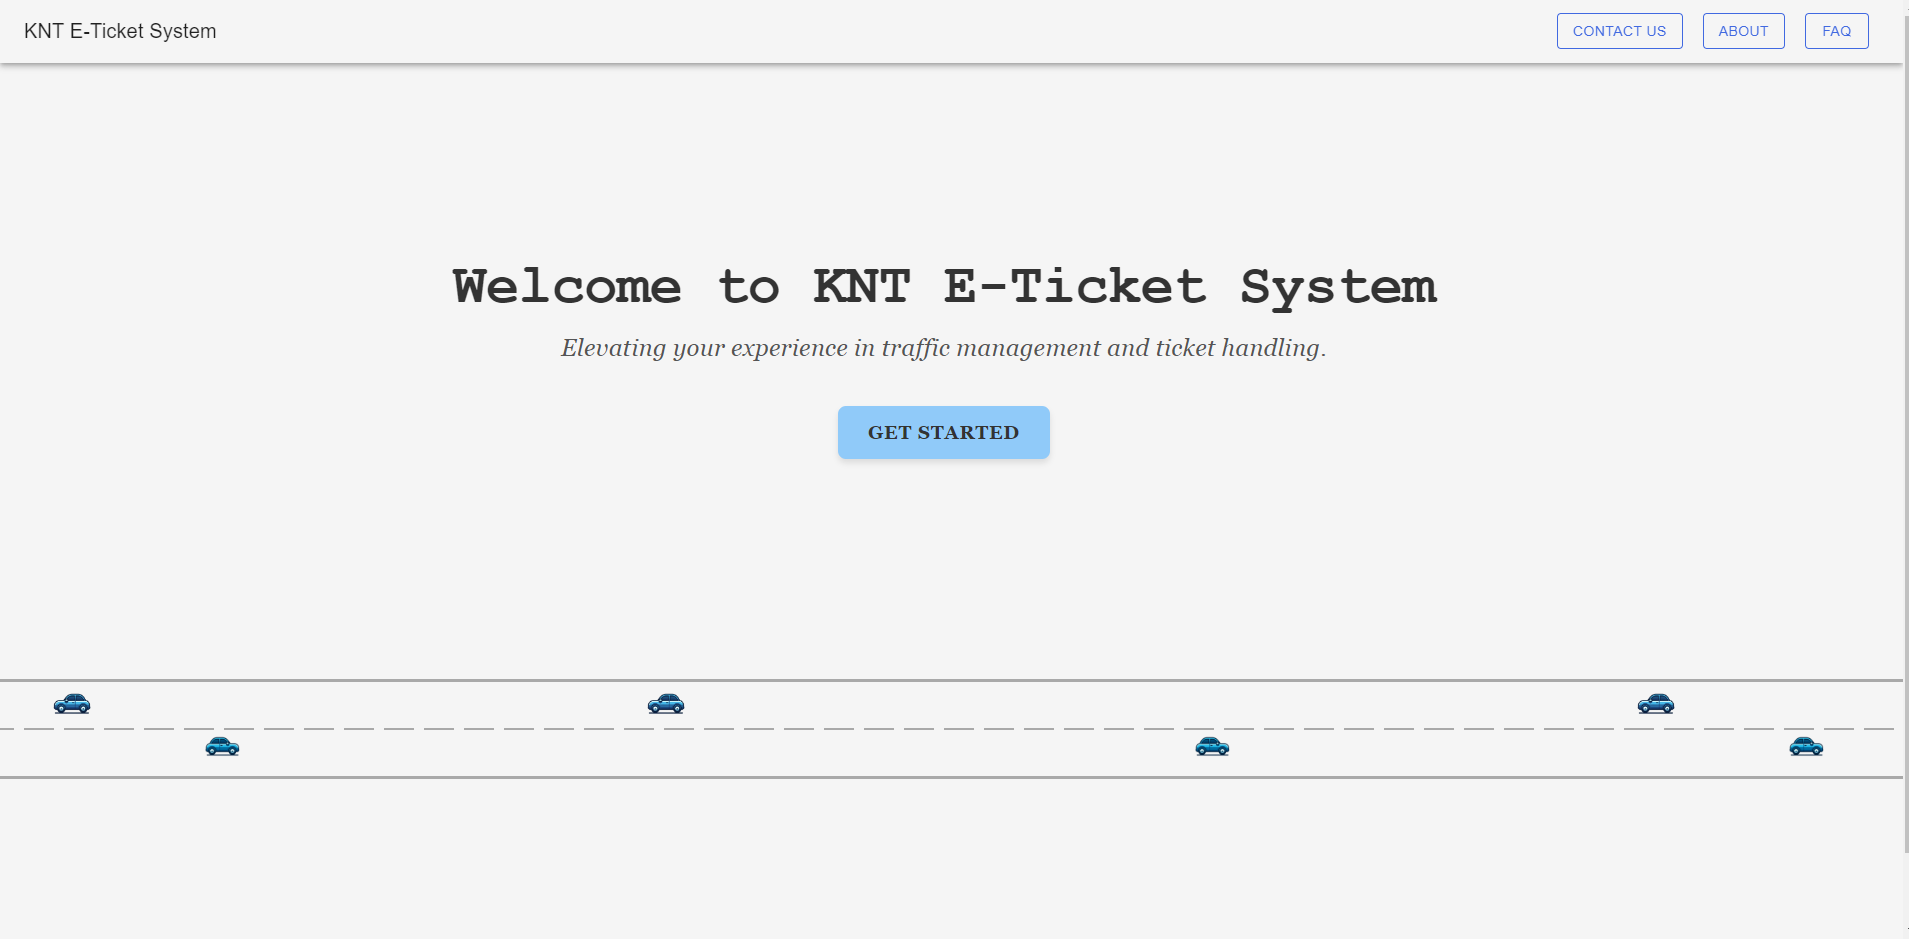 KNT E-Ticket System
CONTACT US
ABOUT
FAQ
Welcome to KNT E-Ticket System
Elevating your experience in traffic management and ticket handling.
GET STARTED